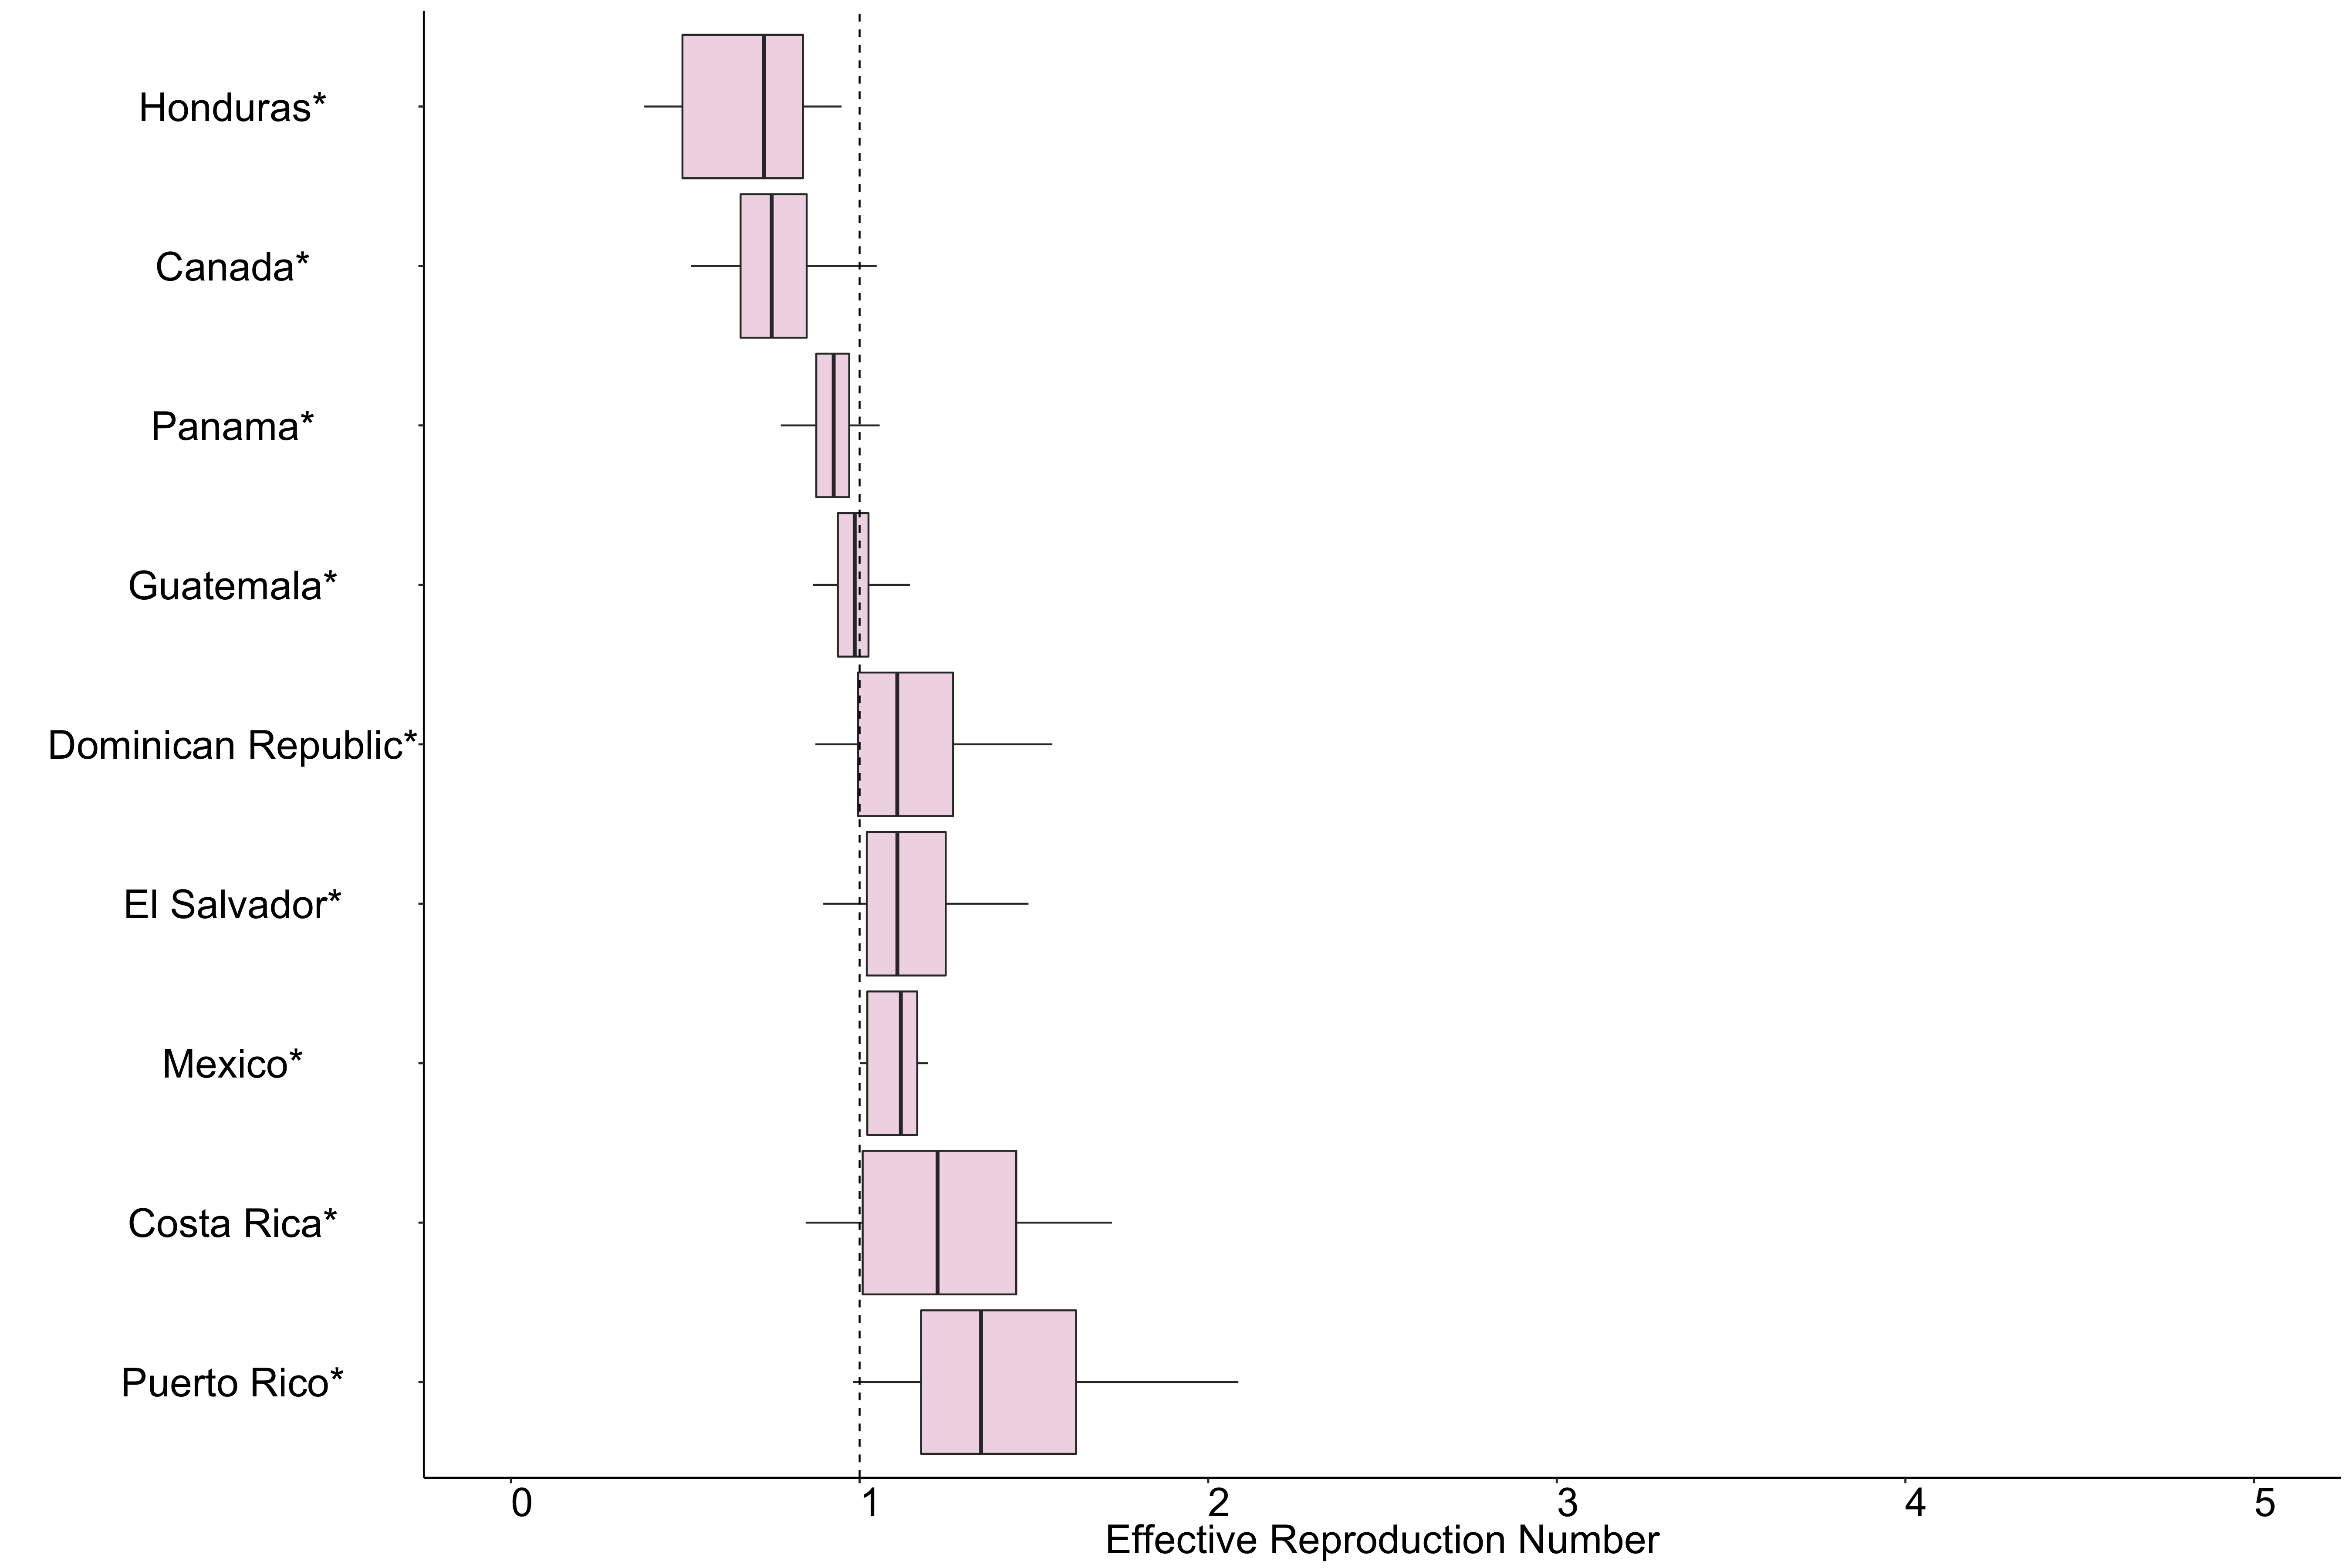 Honduras*
Canada*
Panama*
Guatemala*
Dominican Republic*
El Salvador*
Mexico*
Costa Rica*
Puerto Rico*
0 1 2 3 4 5
Effective Reproduction Number